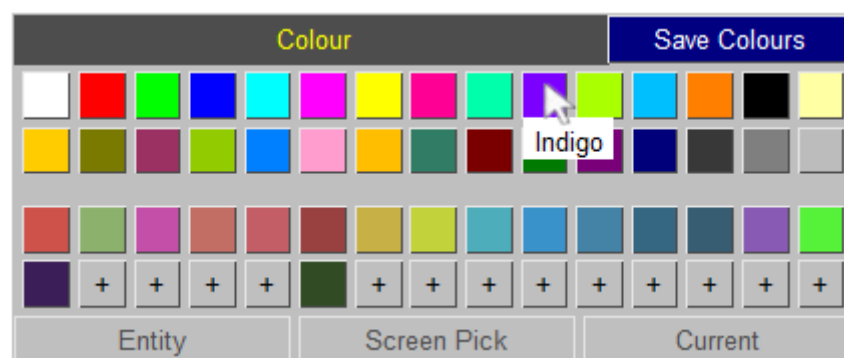 Colour Save Colours
Indigo
+ + + + + + + + + + + + +
Entity Screen Pick Current